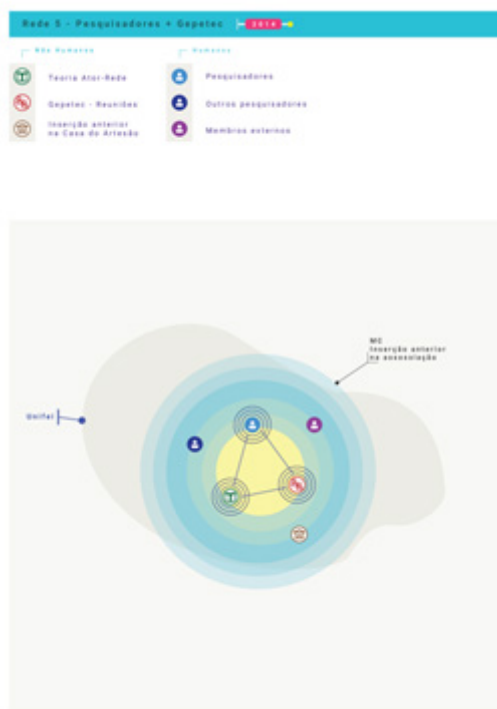 Rede 5 - Pesquisadores + Gepetec 2014
Não Humanos
Humanos
Teoria Ator-Rede
Pesquisadores
Gepetec - Reuniões
Outros pesquisadores
Inserção anterior
na Casa do Artesão
Membros externos
MC
Inserção anterior
na associação
Unifei